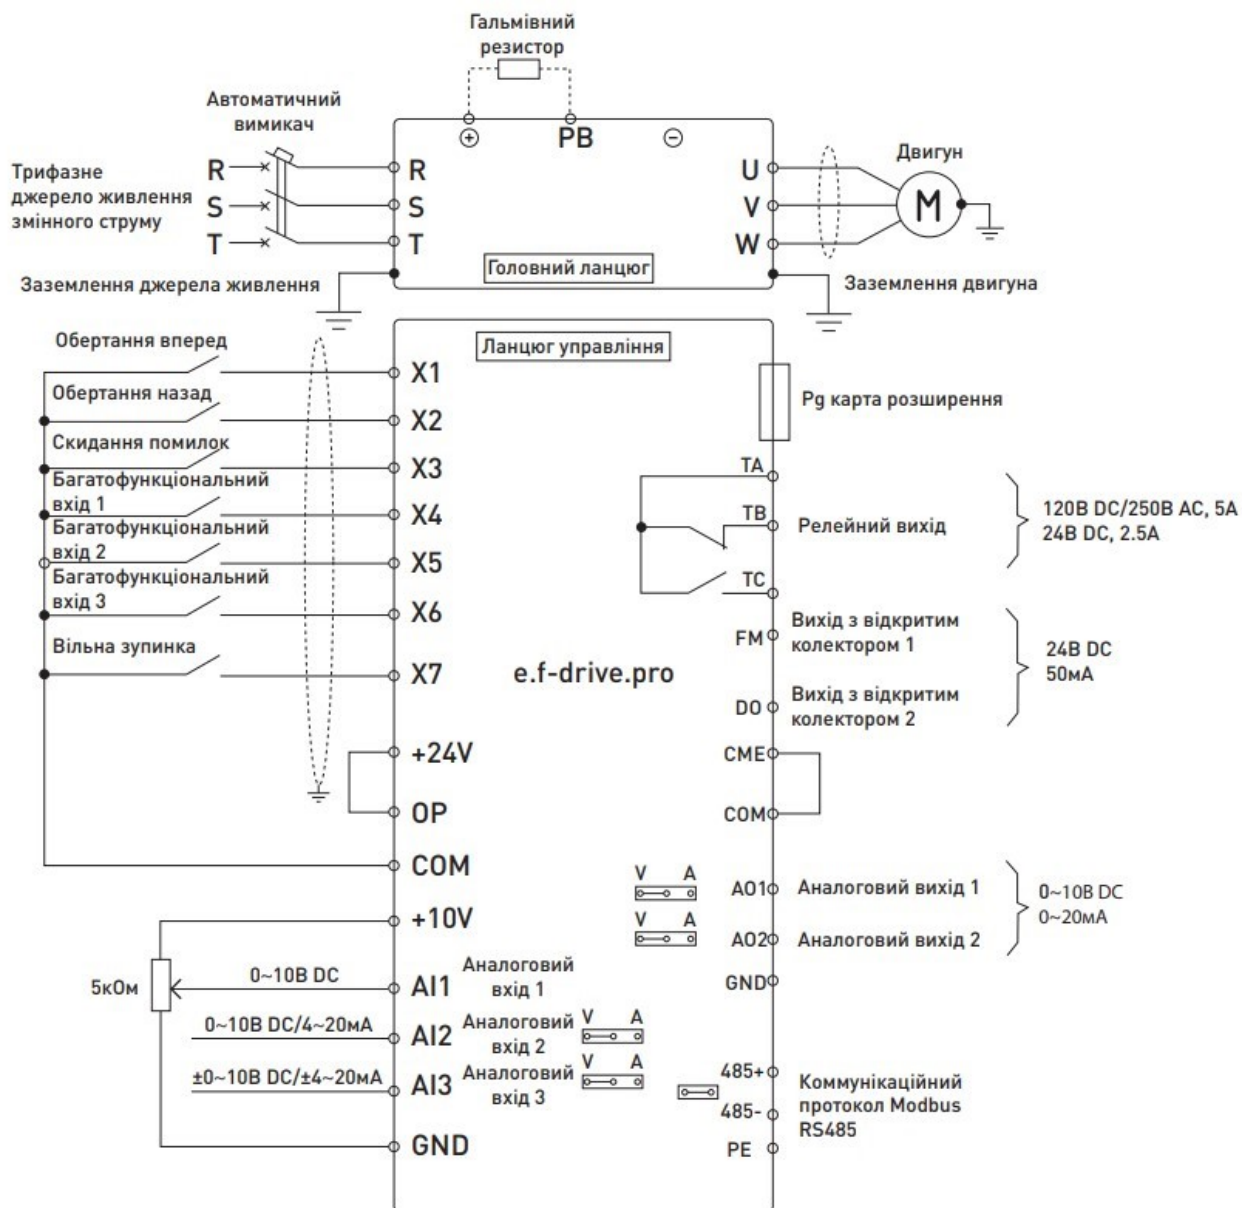 Гальмівний
резистор
Автоматичний
вимикач
+ PB −
Трифазне
джерело живлення
змінного струму
R R
S S
T T
U
V
W
Двигун
M
Головний ланцюг
Заземлення джерела живлення
Заземлення двигуна
Ланцюг управління
Обертання вперед
X1
Обертання назад
X2
Скидання помилок
X3
Багатофункціональний
вхід 1
X4
Багатофункціональний
вхід 2
X5
Багатофункціональний
вхід 3
X6
Вільна зупинка
X7
+24V
OP
COM
+10V
5кОм
0~10В DC
AI1
Аналоговий
вхід 1
0~10В DC/4~20мА
AI2
Аналоговий
вхід 2
V A
±0~10В DC/±4~20мА
AI3
Аналоговий
вхід 3
V A
GND
e.f-drive.pro
Pg карта розширення
TA
TB
TC
Релейний вихід
120В DC/250В AC, 5A
24В DC, 2.5A
FM
Вихід з відкритим
колектором 1
DO
Вихід з відкритим
колектором 2
24В DC
50мА
CME
COM
V A
AO1
Аналоговий вихід 1
V A
AO2
Аналоговий вихід 2
0~10В DC
0~20мА
GND
485+
485-
PE
Коммунікаційний
протокол Modbus
RS485